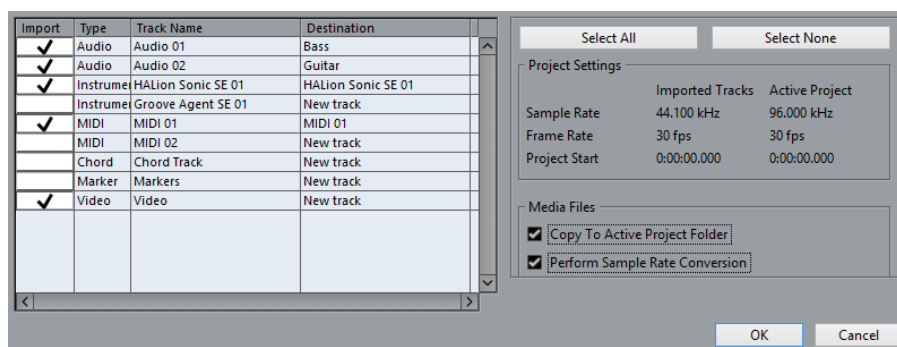 Import Type Track Name Destination
Audio Audio 01 Bass
Audio Audio 02 Guitar
Instrumer HALion Sonic SE 01 HALion Sonic SE 01
Instrumer Groove Agent SE 01 New track
MIDI MIDI 01 MIDI 01
MIDI MIDI 02 New track
Chord Chord Track New track
Marker Markers New track
Video Video New track
Select All Select None
Project Settings
Imported Tracks Active Project
Sample Rate 44.100 kHz 96.000 kHz
Frame Rate 30 fps 30 fps
Project Start 0:00:00.000 0:00:00.000
Media Files
Copy To Active Project Folder
Perform Sample Rate Conversion
OK Cancel